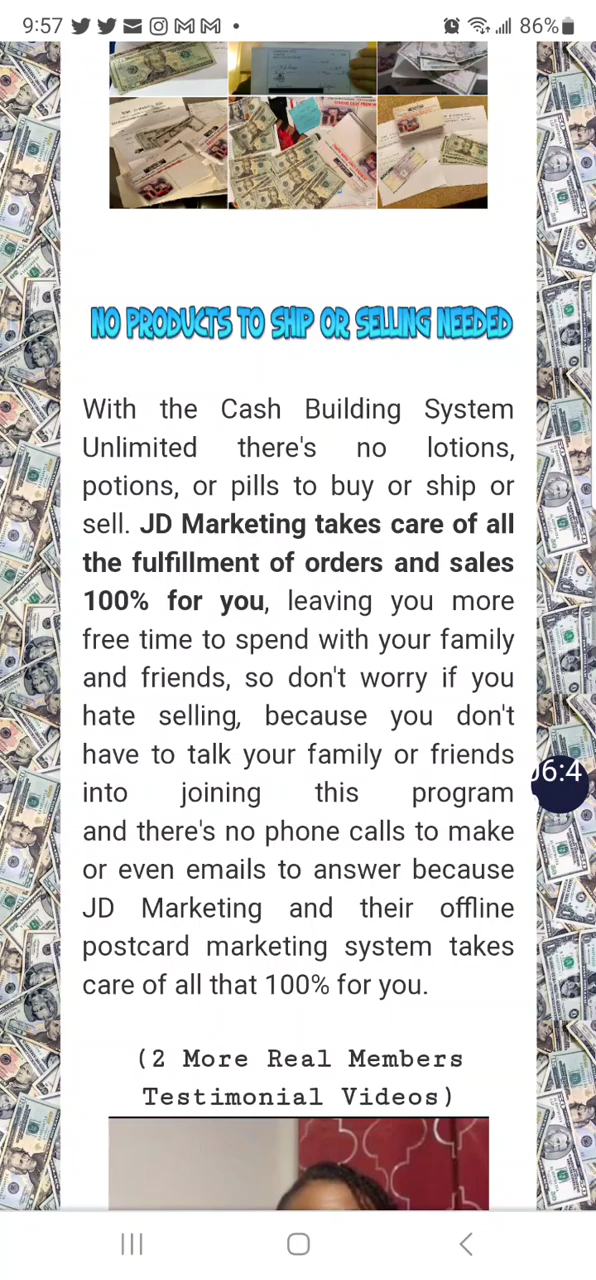 9:57
86%
NO PRODUCTS TO SHIP OR SELLING NEEDED
With the Cash Building System
Unlimited there's no lotions,
potions, or pills to buy or ship or
sell. JD Marketing takes care of all
the fulfillment of orders and sales
100% for you, leaving you more
free time to spend with your family
and friends, so don't worry if you
hate selling, because you don't
have to talk your family or friends
into joining this program
and there's no phone calls to make
or even emails to answer because
JD Marketing and their offline
postcard marketing system takes
care of all that 100% for you.
06:4
(2 More Real Members
Testimonial Videos)